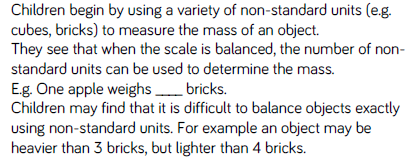 Children begin by using a variety of non-standard units (e.g.
cubes, bricks) to measure the mass of an object.
They see that when the scale is balanced, the number of non-
standard units can be used to determine the mass.
E.g. One apple weighs ____ bricks.
Children may find that it is difficult to balance objects exactly
using non-standard units. For example an object may be
heavier than 3 bricks, but lighter than 4 bricks.